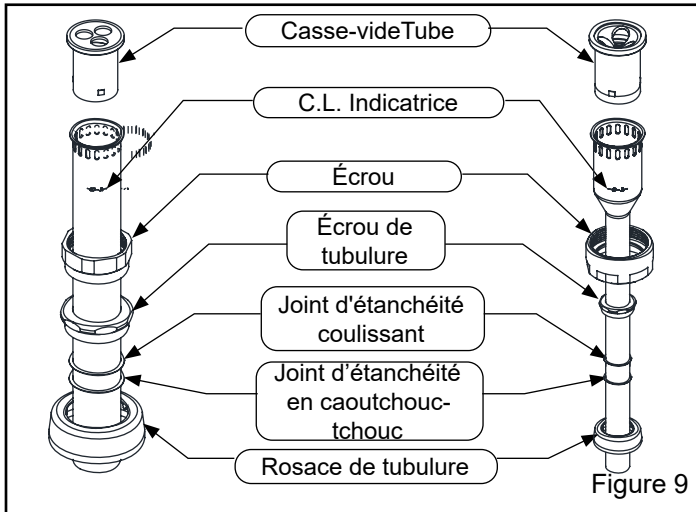 Casse-videTube
C.L. Indicatrice
Écrou
Écrou de
tubulure
Joint d'étanchéité
coulissant
Joint d’étanchéité
en caoutchouc-
tchouc
Rosace de tubulure
Figure 9